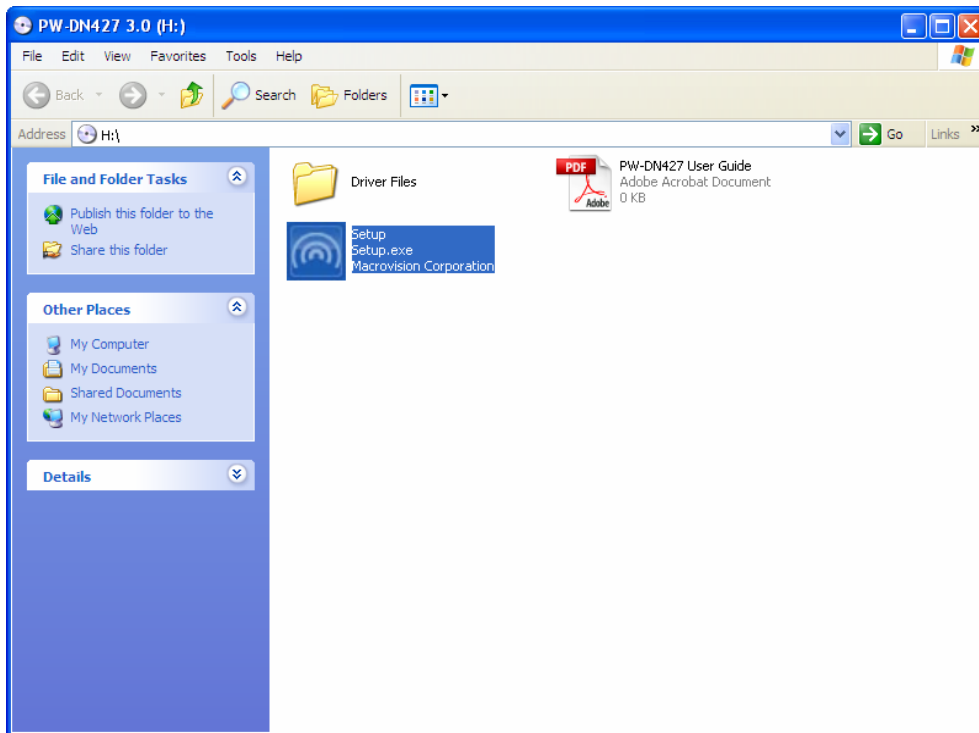 PW-DN427 3.0 (H:)
File Edit View Favorites Tools Help
Back Search Folders
Address H:\ Go Links »
File and Folder Tasks
Publish this folder to the
Web
Share this folder
Other Places
My Computer
My Documents
Shared Documents
My Network Places
Details
Driver Files
Setup
Setup.exe
Macrovision Corporation
PDF
Adobe
PW-DN427 User Guide
Adobe Acrobat Document
0 KB